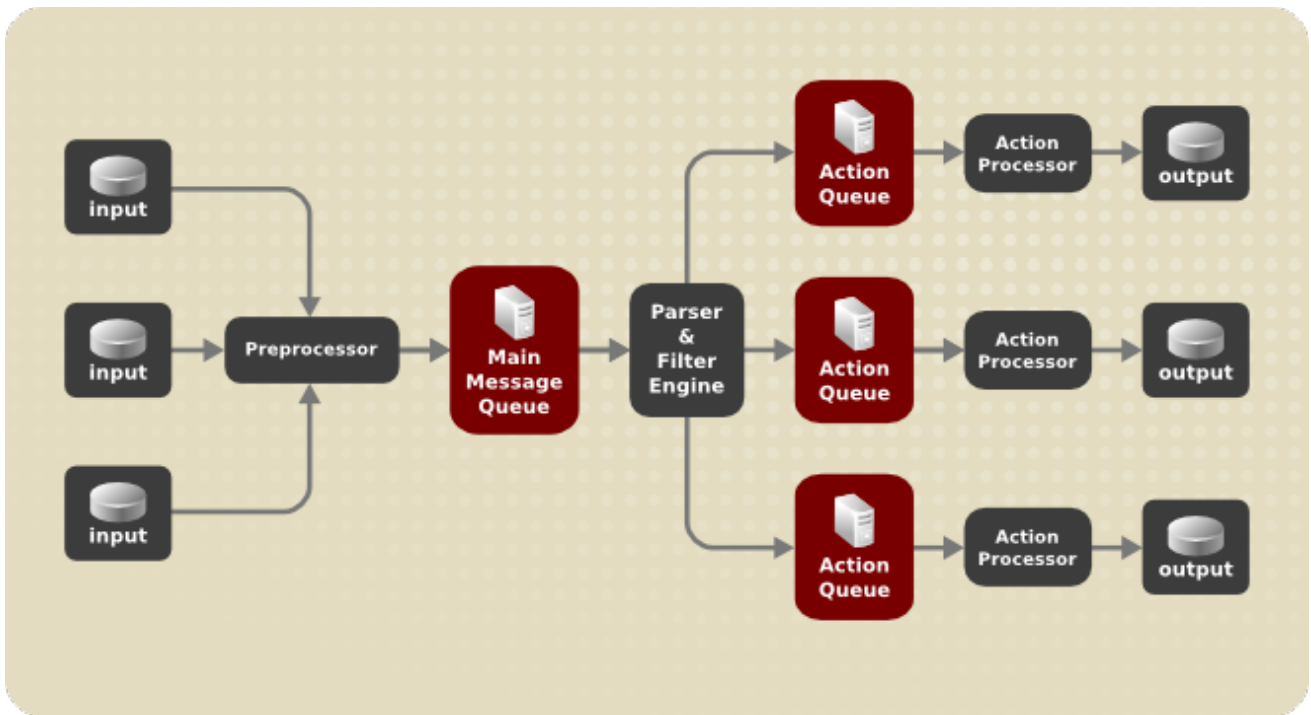 input
input
input
Preprocessor
Main
Message
Queue
Parser
&
Filter
Engine
Action
Queue
Action
Processor
output
Action
Queue
Action
Processor
output
Action
Queue
Action
Processor
output